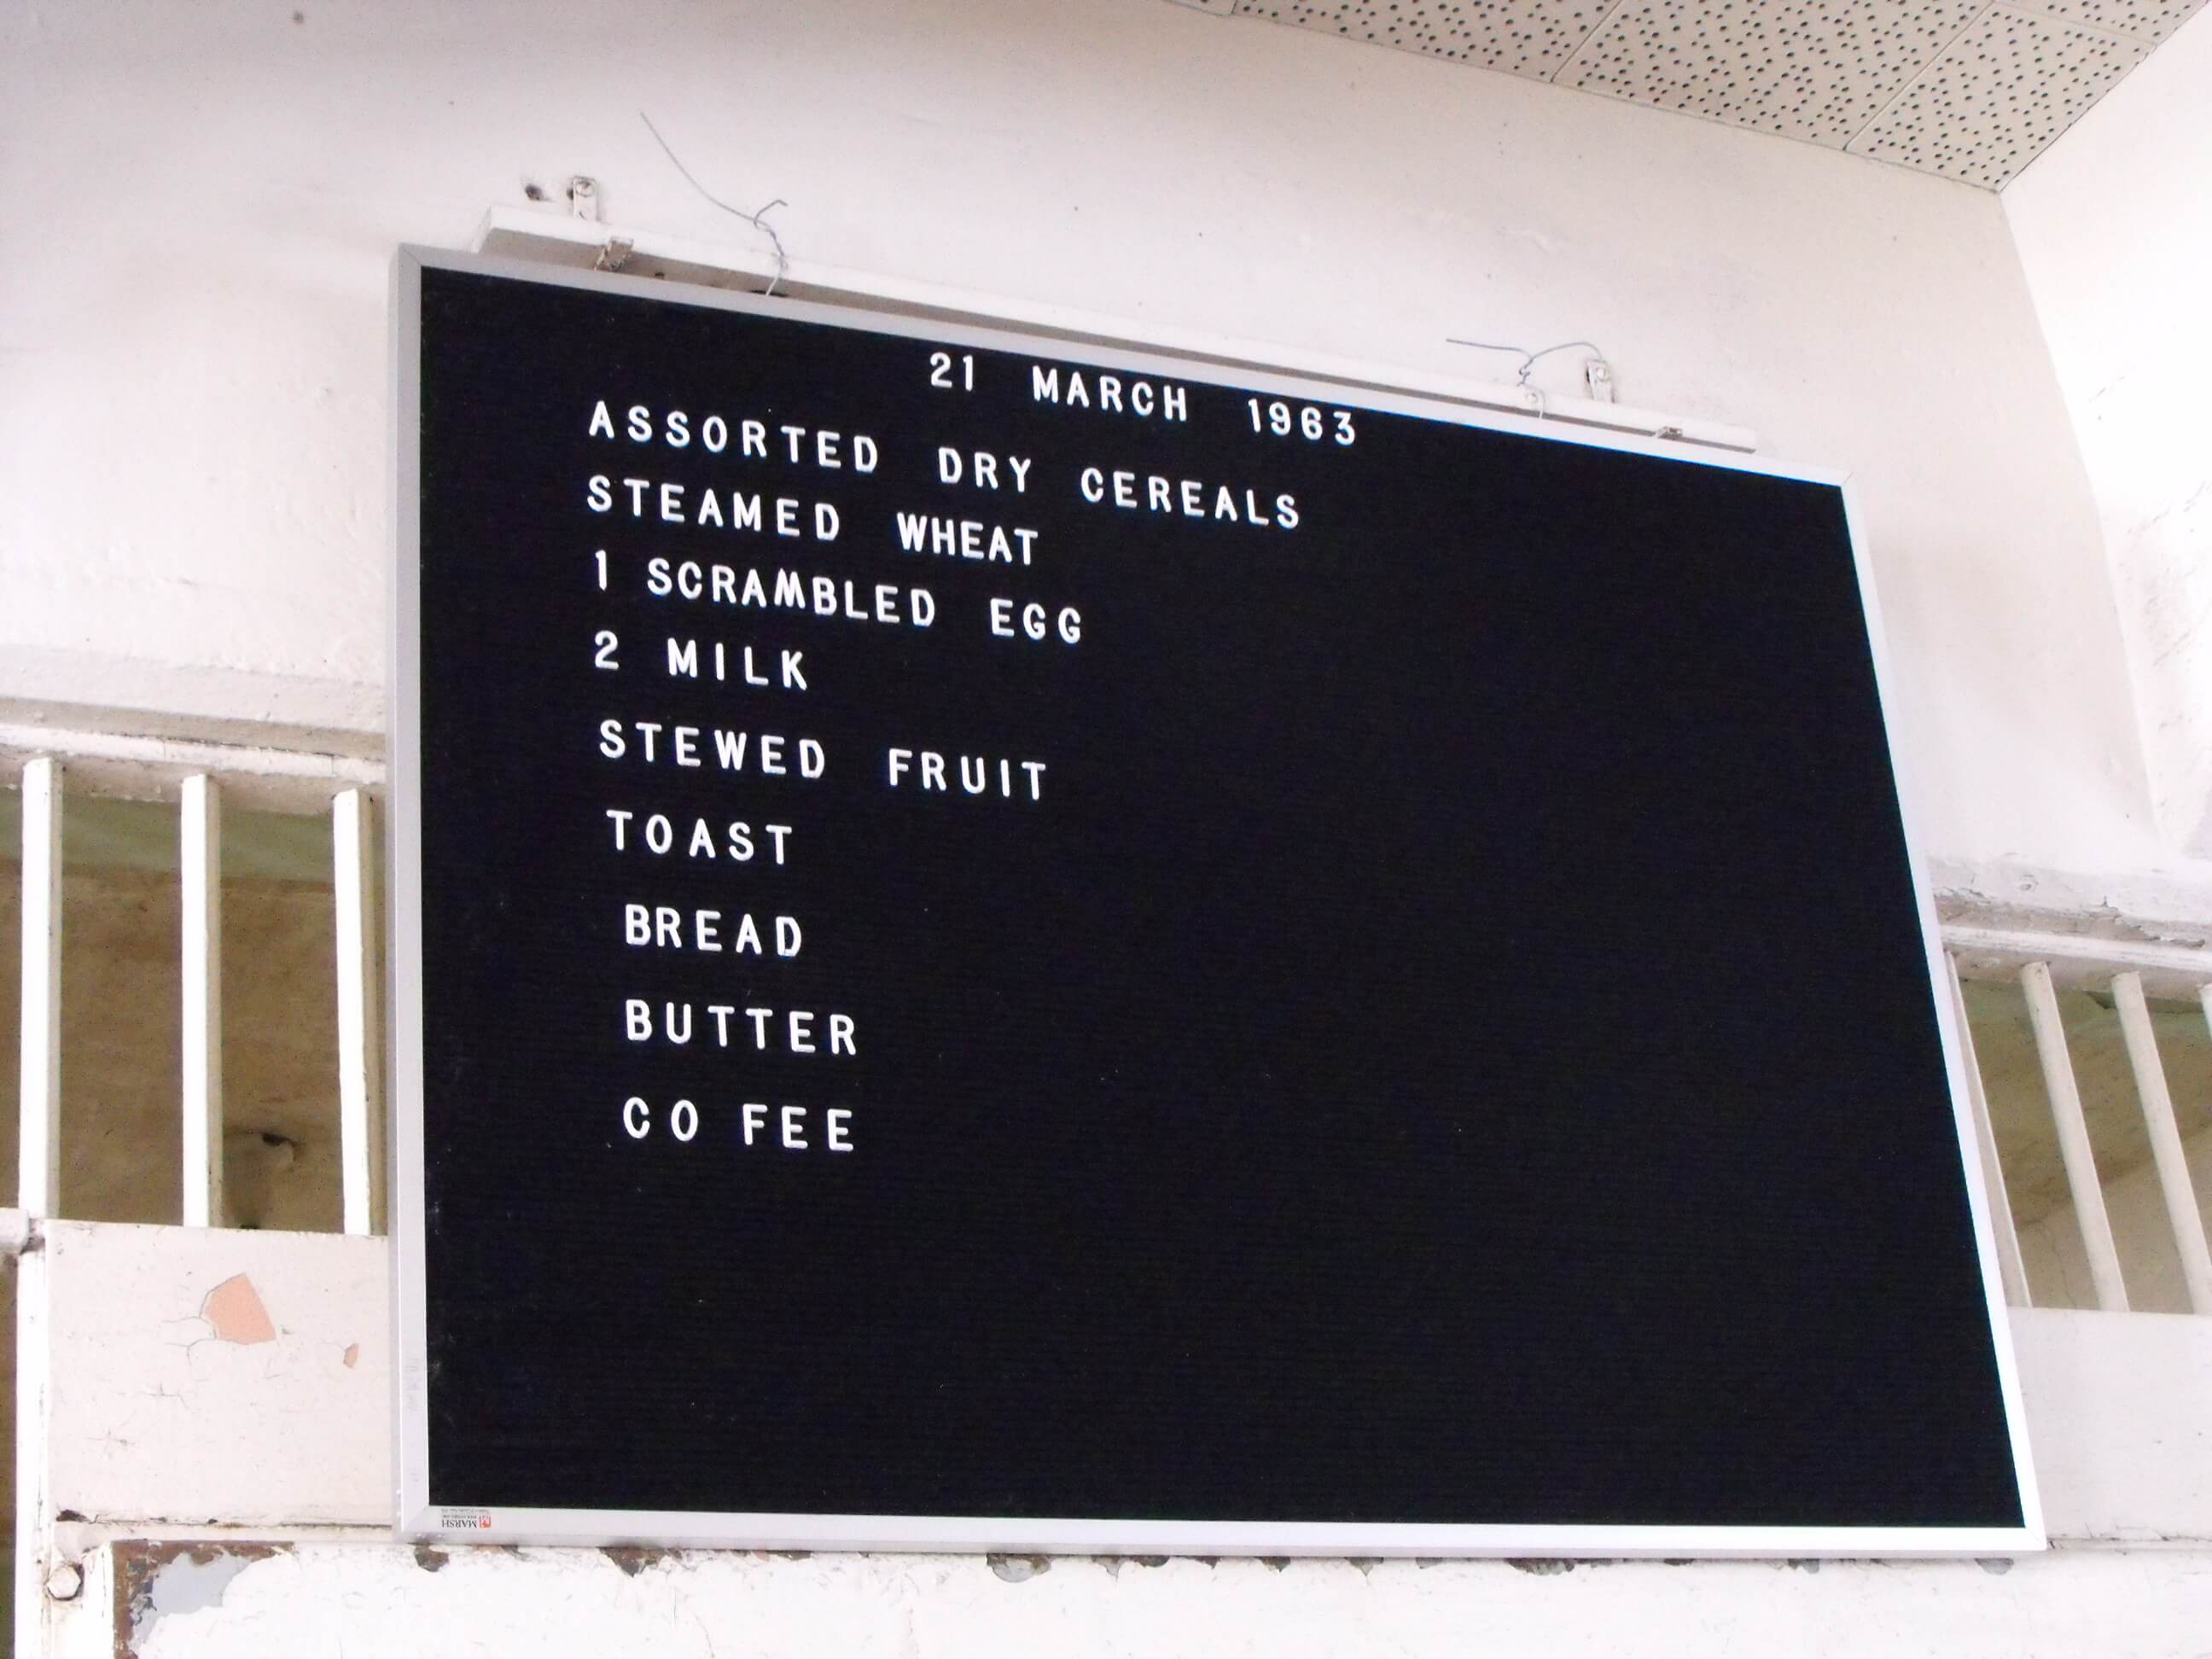 21 MARCH 1963
ASSORTED DRY CEREALS
STEAMED WHEAT
1 SCRAMBLED EGG
2 MILK
STEWED FRUIT
TOAST
BREAD
BUTTER
CO FEE
MARSH